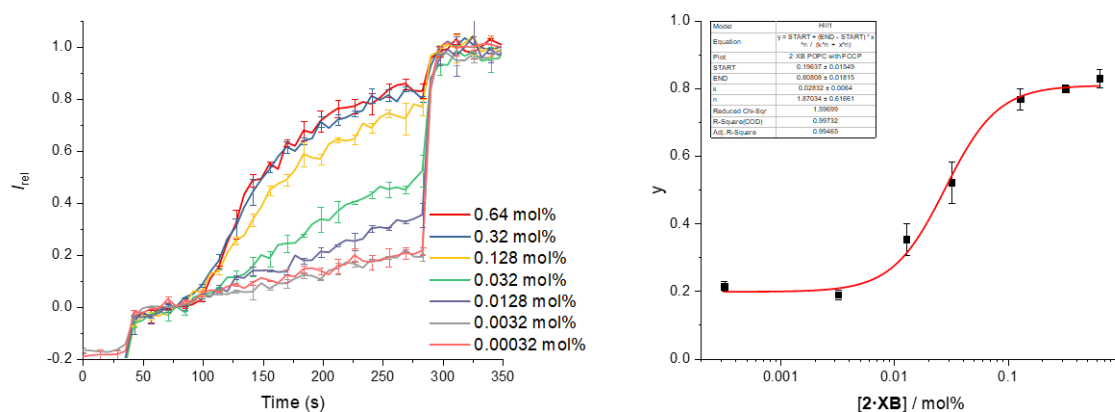 1.0
0.8
0.6
0.4
0.2
0.0
-0.2
I rel
0
50
100
150
200
250
300
350
Time (s)
0.64 mol%
0.32 mol%
0.128 mol%
0.032 mol%
0.0128 mol%
0.0032 mol%
0.00032 mol%
1.0
0.8
0.6
0.4
0.2
0.0
y
0.001
0.01
0.1
[2·XB] / mol%
Model Hill1
Equation y = START + (END - START) * x
^n / (k^n + x^n)
Plot 2·XB POPC with FCCP
START 0.19637 ± 0.01549
END 0.80808 ± 0.01815
k 0.02832 ± 0.0064
n 1.87034 ± 0.61661
Reduced Chi-Sqr 1.59699
R-Square(COD) 0.99732
Adj. R-Square 0.99465